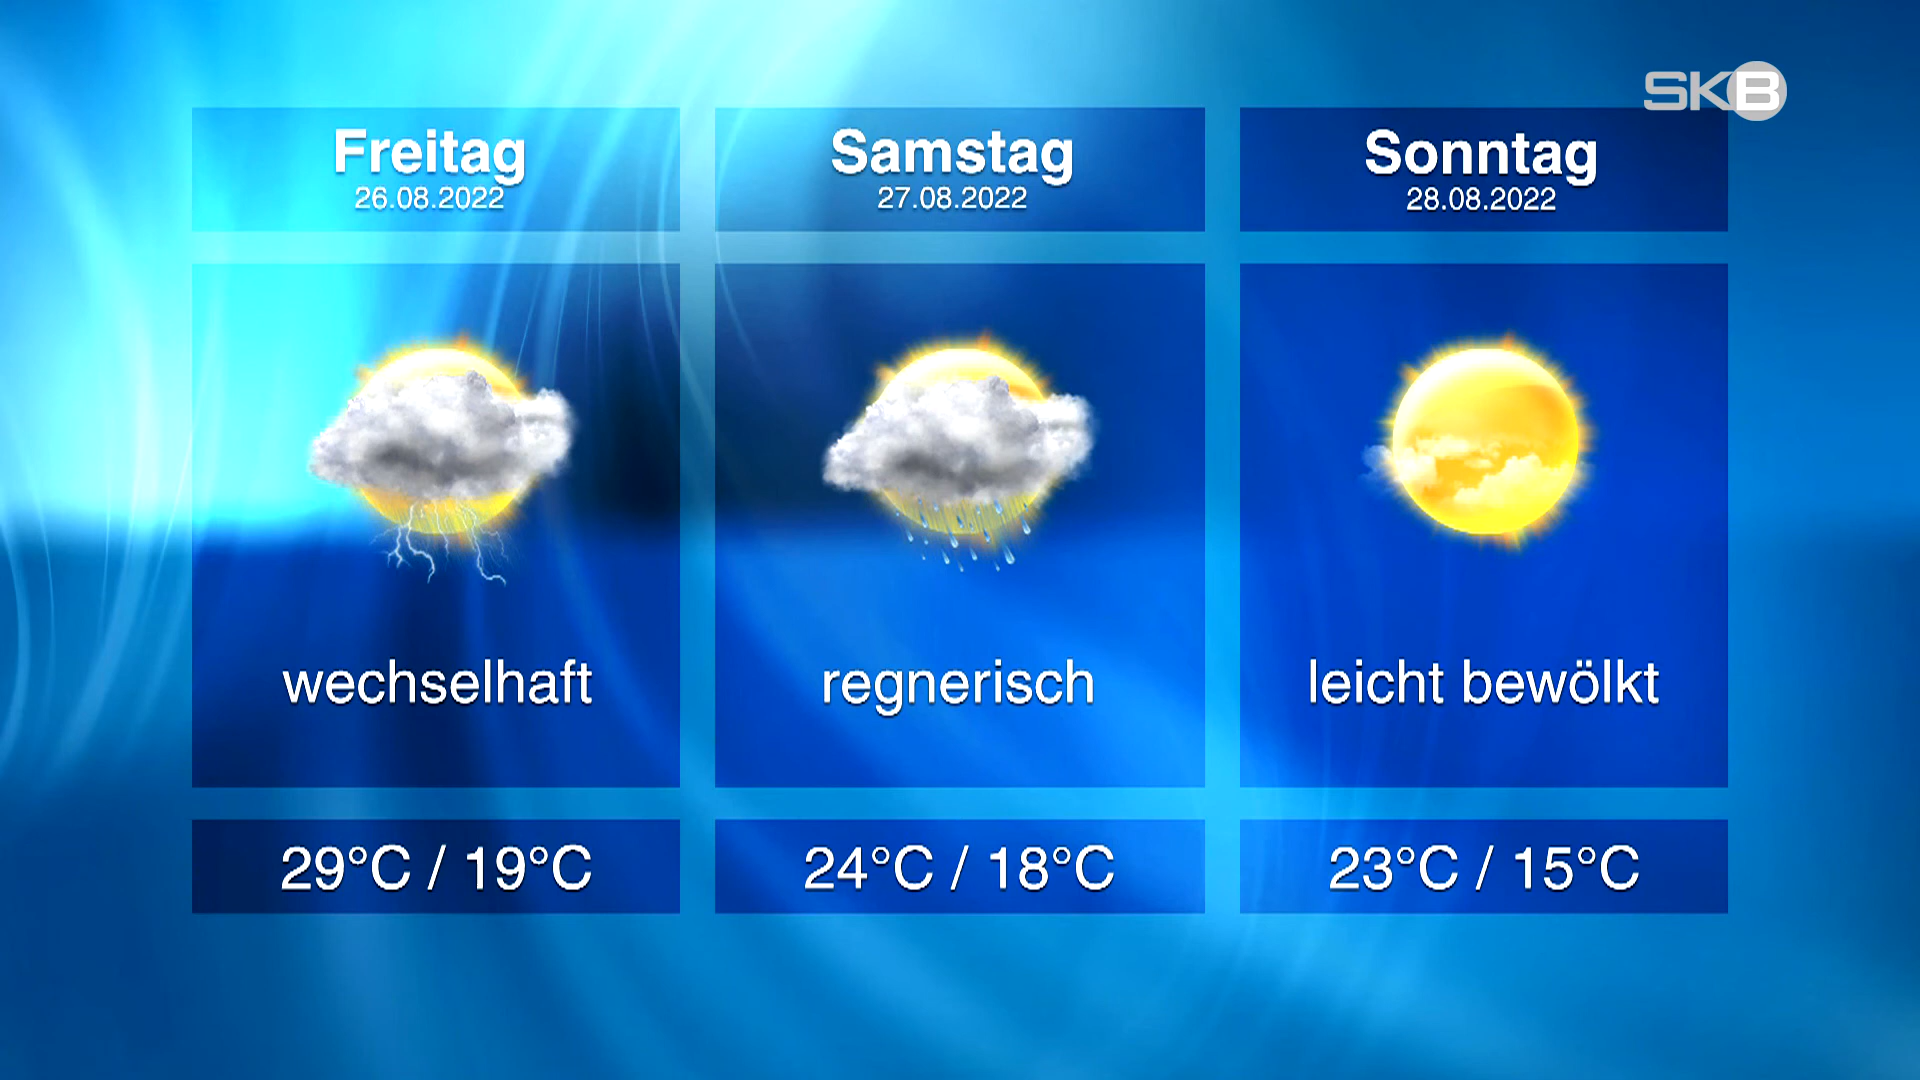 SKB
Freitag
26.08.2022
wechselhaft
29°C / 19°C
Samstag
27.08.2022
regnerisch
24°C / 18°C
Sonntag
28.08.2022
leicht bewölkt
23°C / 15°C